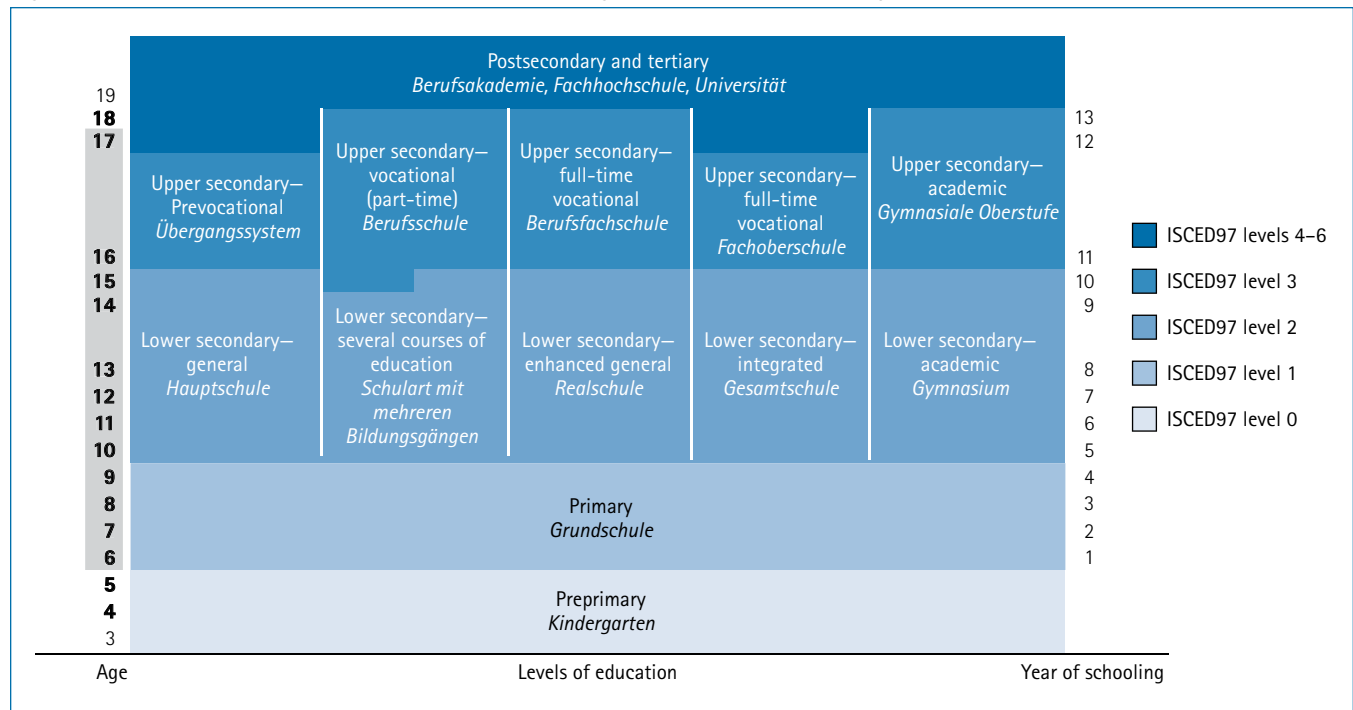 Postsecondary and tertiary
Berufsakademie, Fachhochschule, Universität
19
18
17
13
12
Upper secondary—
Prevocational
Übergangssystem
Upper secondary—
vocational
(part-time)
Berufsschule
Upper secondary—
full-time
vocational
Berufsfachschule
Upper secondary—
full-time
vocational
Fachoberschule
Upper secondary—
academic
Gymnasiale Oberstufe
16
15
14
11
10
9
Lower secondary—
general
Hauptschule
Lower secondary—
several courses of
education
Schulart mit
mehreren
Bildungsgängen
Lower secondary—
enhanced general
Realschule
Lower secondary—
integrated
Gesamtschule
Lower secondary—
academic
Gymnasium
13
12
11
10
8
7
6
5
9
8
7
6
Primary
Grundschule
4
3
2
1
5
4
3
Preprimary
Kindergarten
Age
Levels of education
Year of schooling
ISCED97 levels 4–6
ISCED97 level 3
ISCED97 level 2
ISCED97 level 1
ISCED97 level 0